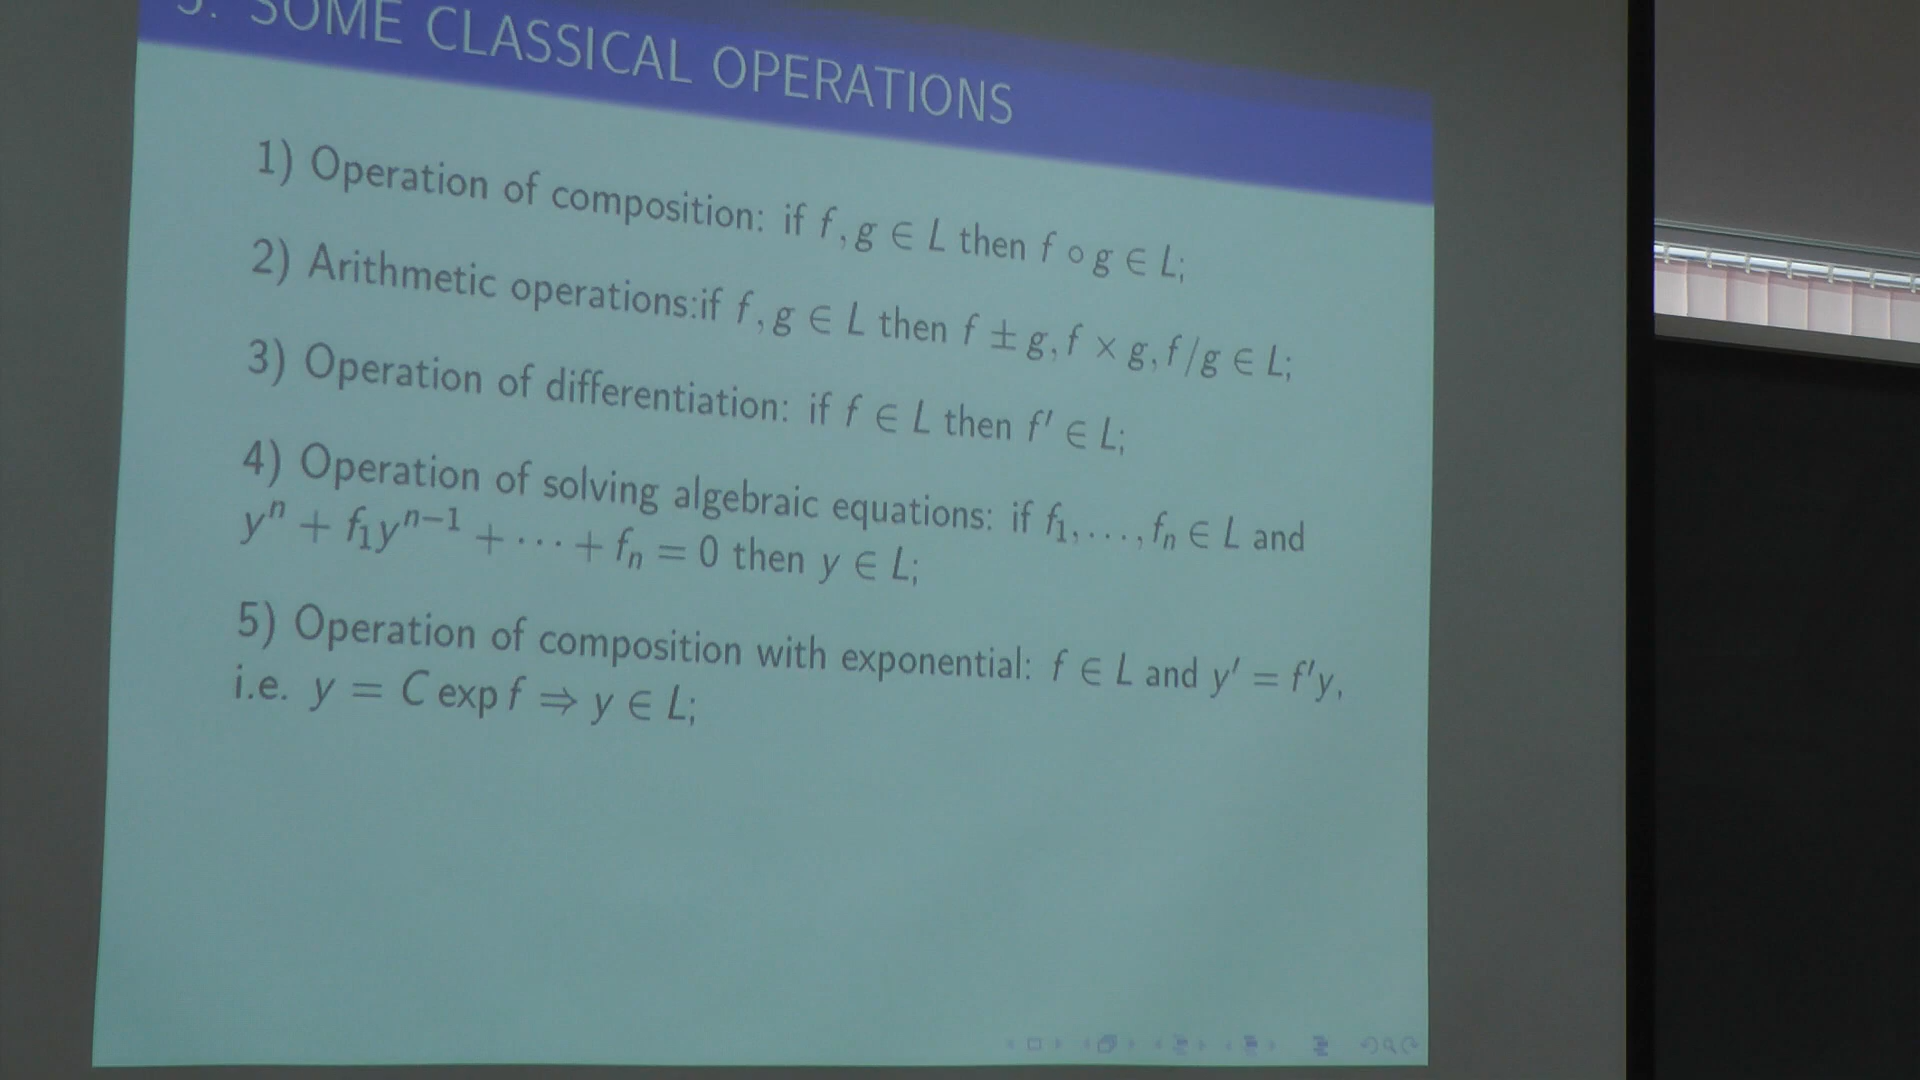 SOME CLASSICAL OPERATIONS
1) Operation of composition: if f, g ∈ L then f ∘ g ∈ L;
2) Arithmetic operations:if f, g ∈ L then f ± g, f × g, f/g ∈ L;
3) Operation of differentiation: if f ∈ L then f′ ∈ L;
4) Operation of solving algebraic equations: if f₁, …, fₙ ∈ L and
yⁿ + f₁yⁿ⁻¹ + ⋯ + fₙ = 0 then y ∈ L;
5) Operation of composition with exponential: f ∈ L and y′ = f′y,
i.e. y = C exp f ⇒ y ∈ L;